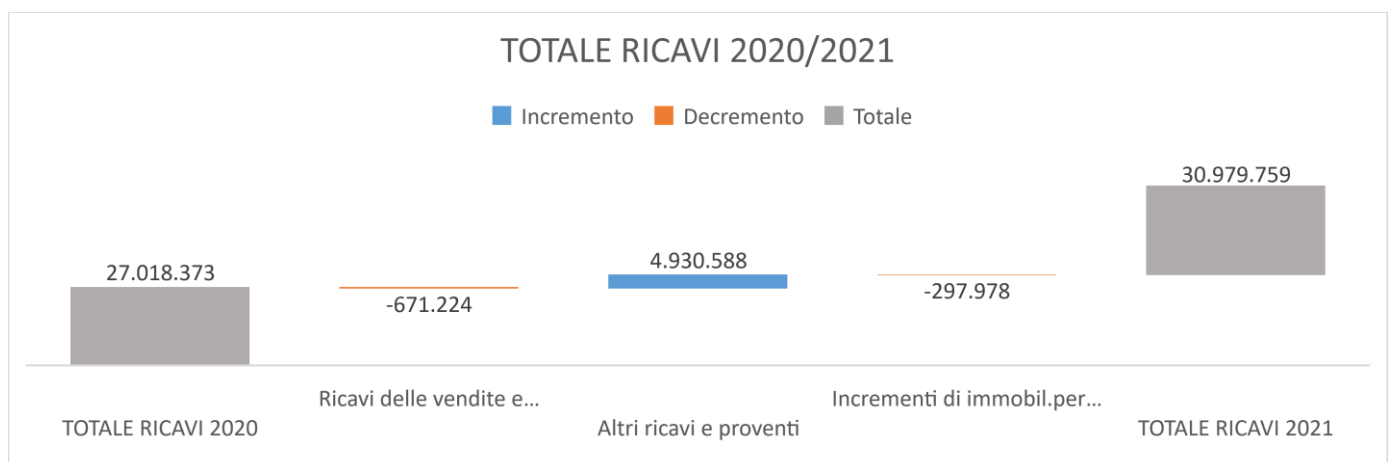 TOTALE RICAVI 2020/2021
Incremento Decremento Totale
30.979.759
4.930.588
27.018.373
-297.978
-671.224
Ricavi delle vendite e...
Incrementi di immobil.per...
TOTALE RICAVI 2020
Altri ricavi e proventi
TOTALE RICAVI 2021